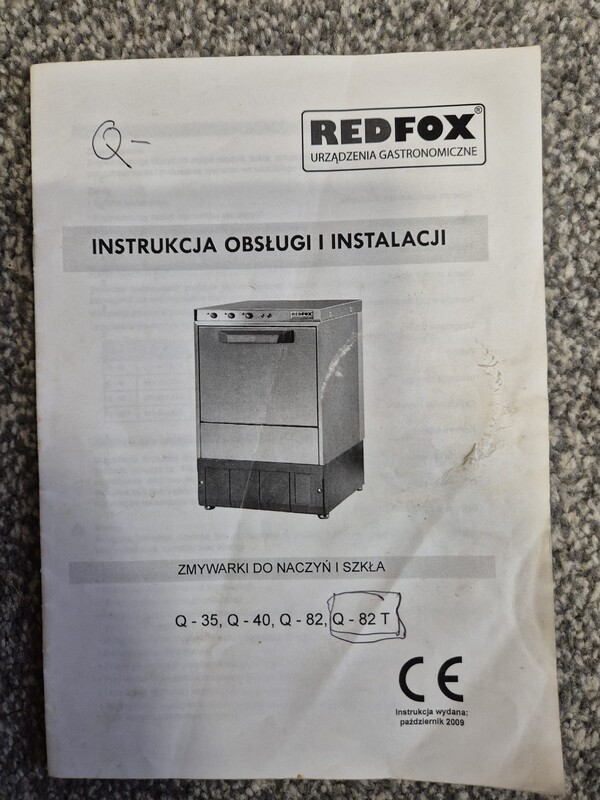 Q-
REDFOX®
URZĄDZENIA GASTRONOMICZNE
INSTRUKCJA OBSŁUGI I INSTALACJI
REDFOX
ZMYWARKI DO NACZYŃ I SZKŁA
Q - 35, Q - 40, Q - 82, Q - 82 T
CE
Instrukcja wydana:
październik 2009